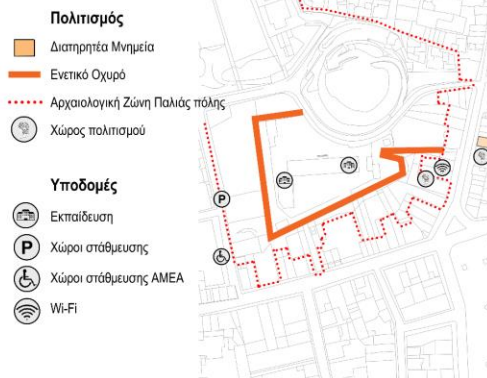 Πολιτισμός
Διατηρητέα Μνημεία
Ενετικό Οχυρό
Αρχαιολογική Ζώνη Παλιάς πόλης
Χώρος πολιτισμού
Υποδομές
Εκπαίδευση
P
Χώροι στάθμευσης
Χώροι στάθμευσης ΑΜΕΑ
Wi-Fi
P